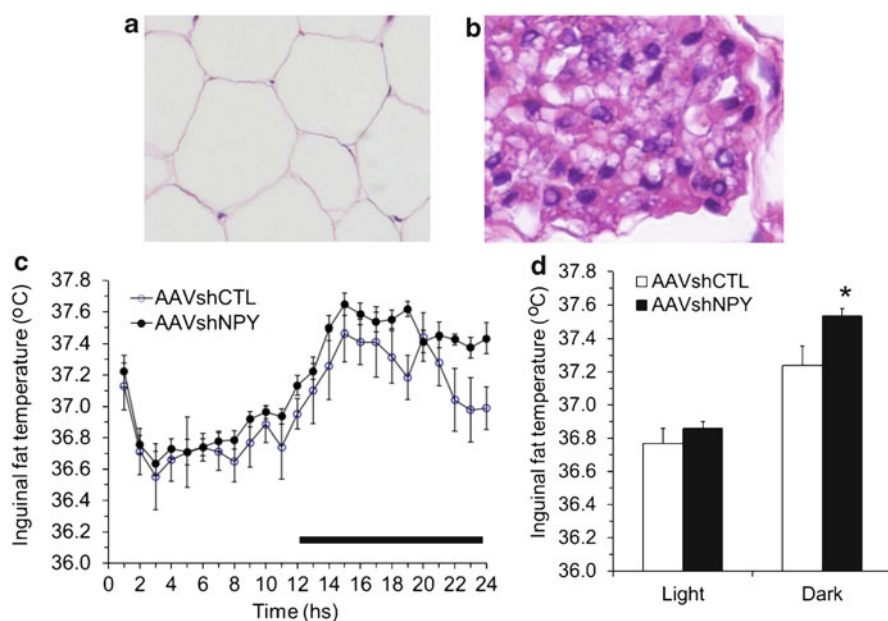 a
b
c
Inguinal fat temperature (°C)
37.8
37.6
37.4
37.2
37.0
36.8
36.6
36.4
36.2
36.0
AAVshCTL
AAVshNPY
0 2 4 6 8 10 12 14 16 18 20 22 24
Time (hs)
d
Inguinal fat temperature (°C)
37.8
37.6
37.4
37.2
37.0
36.8
36.6
36.4
36.2
36.0
AAVshCTL
AAVshNPY
*
Light Dark